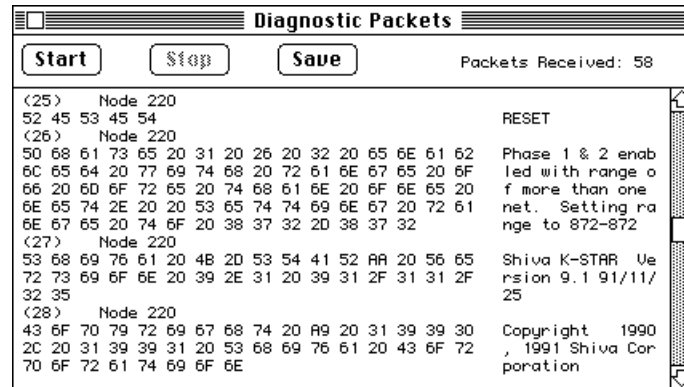 Diagnostic Packets
Start Stop Save Packets Received: 58
(25) Node 220
52 45 53 45 54 RESET
(26) Node 220
50 68 61 73 65 20 31 20 26 20 32 20 65 6E 61 62 Phase 1 & 2 enab
6C 65 64 20 77 69 74 68 20 72 61 6E 67 65 20 6F led with range o
66 20 6D 6F 72 65 20 74 68 61 6E 20 6F 6E 65 20 f more than one
6E 65 74 2E 20 20 53 65 74 74 69 6E 67 20 72 61 net.  Setting ra
6E 67 65 20 74 6F 20 38 37 32 2D 38 37 32 nge to 872-872
(27) Node 220
53 68 69 76 61 20 4B 2D 53 54 41 52 AA 20 56 65 Shiva K-STAR  Ve
72 73 69 6F 6E 20 39 2E 31 20 39 31 2F 31 31 2F rsion 9.1 91/11/
32 35 25
(28) Node 220
43 6F 70 79 72 69 67 68 74 20 A9 20 31 39 39 30 Copyright   1990
2C 20 31 39 39 31 20 53 68 69 76 61 20 43 6F 72 , 1991 Shiva Cor
70 6F 72 61 74 69 6F 6E poration